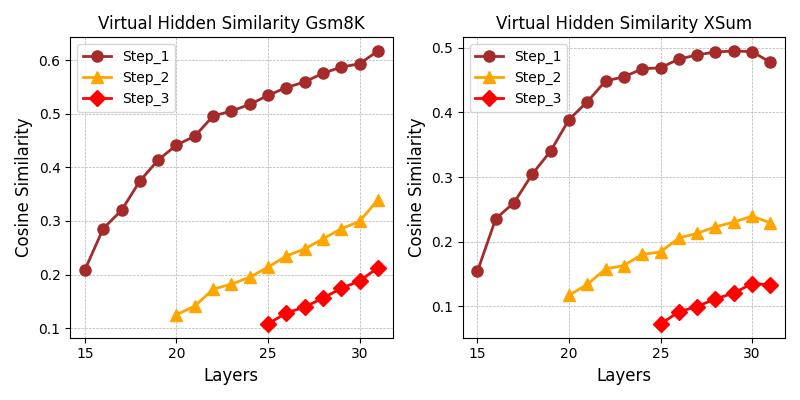 Virtual Hidden Similarity Gsm8K
Cosine Similarity
0.6
0.5
0.4
0.3
0.2
0.1
Step_1
Step_2
Step_3
15 20 25 30
Layers
Virtual Hidden Similarity XSum
Cosine Similarity
0.5
0.4
0.3
0.2
0.1
Step_1
Step_2
Step_3
15 20 25 30
Layers